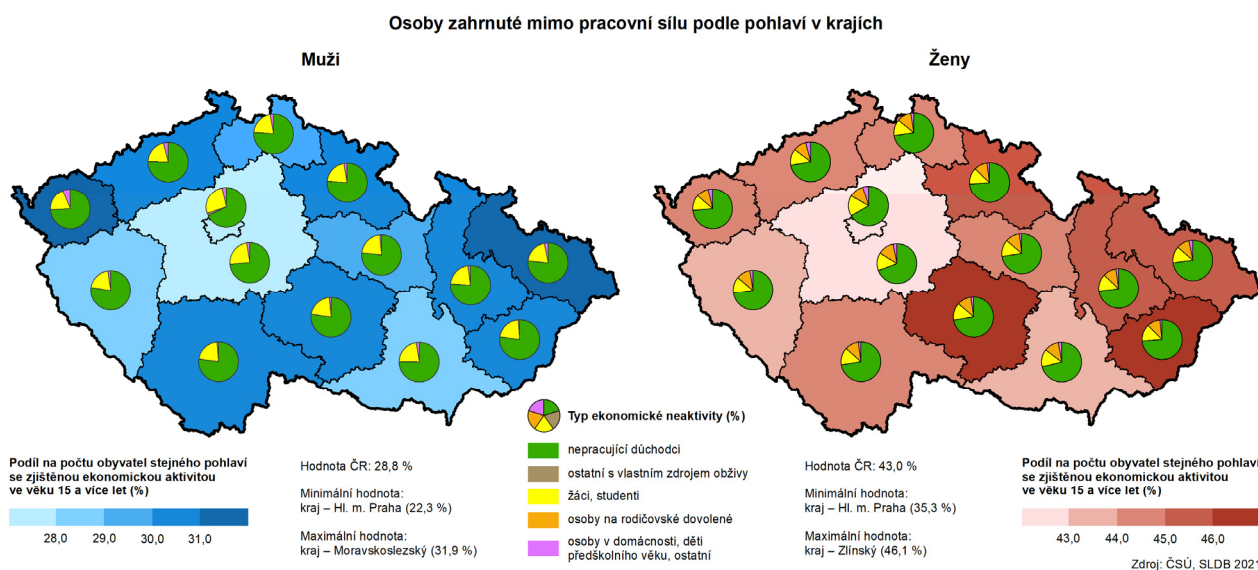 Osoby zahrnuté mimo pracovní sílu podle pohlaví v krajích
Muži
Ženy
Podíl na počtu obyvatel stejného pohlaví
se zjištěnou ekonomickou aktivitou
ve věku 15 a více let (%)
28,0
29,0
30,0
31,0
Hodnota ČR: 28,8 %
Minimální hodnota:
kraj – Hl. m. Praha (22,3 %)
Maximální hodnota:
kraj – Moravskoslezský (31,9 %)
Typ ekonomické neaktivity (%)
nepracující důchodci
ostatní s vlastním zdrojem obživy
žáci, studenti
osoby na rodičovské dovolené
osoby v domácnosti, děti
předškolního věku, ostatní
Hodnota ČR: 43,0 %
Minimální hodnota:
kraj – Hl. m. Praha (35,3 %)
Maximální hodnota:
kraj – Zlínský (46,1 %)
Podíl na počtu obyvatel stejného pohlaví
se zjištěnou ekonomickou aktivitou
ve věku 15 a více let (%)
43,0
44,0
45,0
46,0
Zdroj: ČSÚ, SLDB 2021